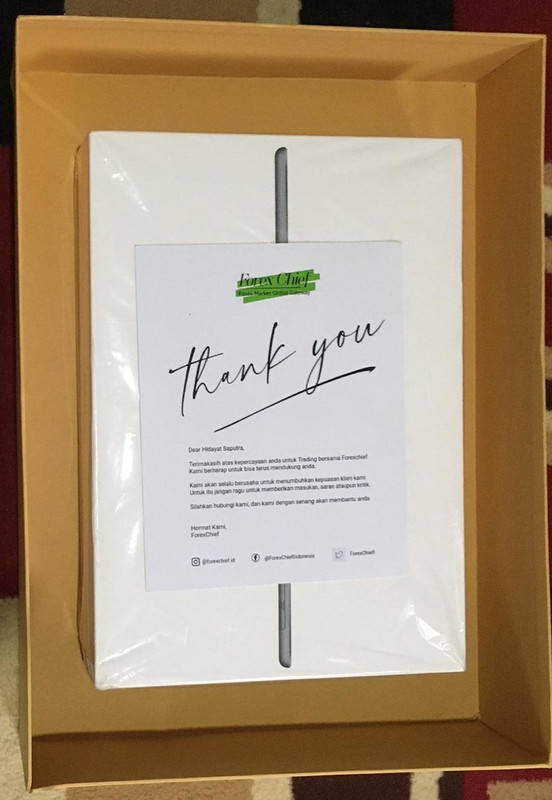 Forex Chief
Forex Market Global Gateway
thank you
Dear Hidayat Saputra,
Terimakasih atas kepercayaan anda untuk Trading bersama Forexchief.
Kami berharap untuk bisa terus mendukung anda.
Kami akan selalu berusaha untuk menumbuhkan kepuasan klien kami.
Untuk itu jangan ragu untuk memberikan masukan, saran ataupun kritik.
Silahkan hubungi kami, dan kami dengan senang akan membantu anda
Hormat Kami,
ForexChief
@forexchief.id @ForexChiefIndonesia ForexChiefI